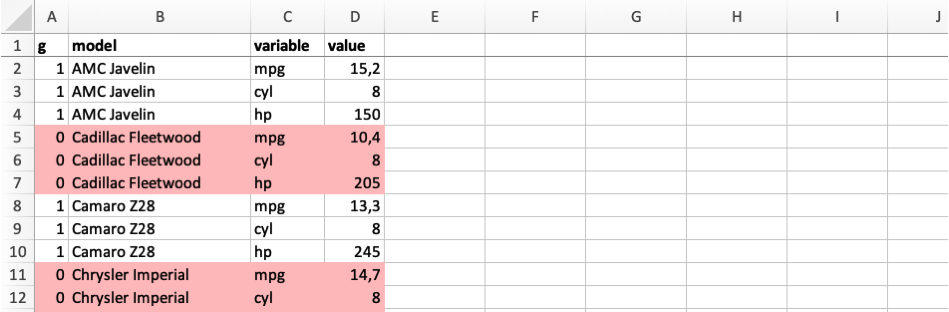 A B C D E F G H I J
1 g model variable value
2 1 AMC Javelin mpg 15,2
3 1 AMC Javelin cyl 8
4 1 AMC Javelin hp 150
5 0 Cadillac Fleetwood mpg 10,4
6 0 Cadillac Fleetwood cyl 8
7 0 Cadillac Fleetwood hp 205
8 1 Camaro Z28 mpg 13,3
9 1 Camaro Z28 cyl 8
10 1 Camaro Z28 hp 245
11 0 Chrysler Imperial mpg 14,7
12 0 Chrysler Imperial cyl 8